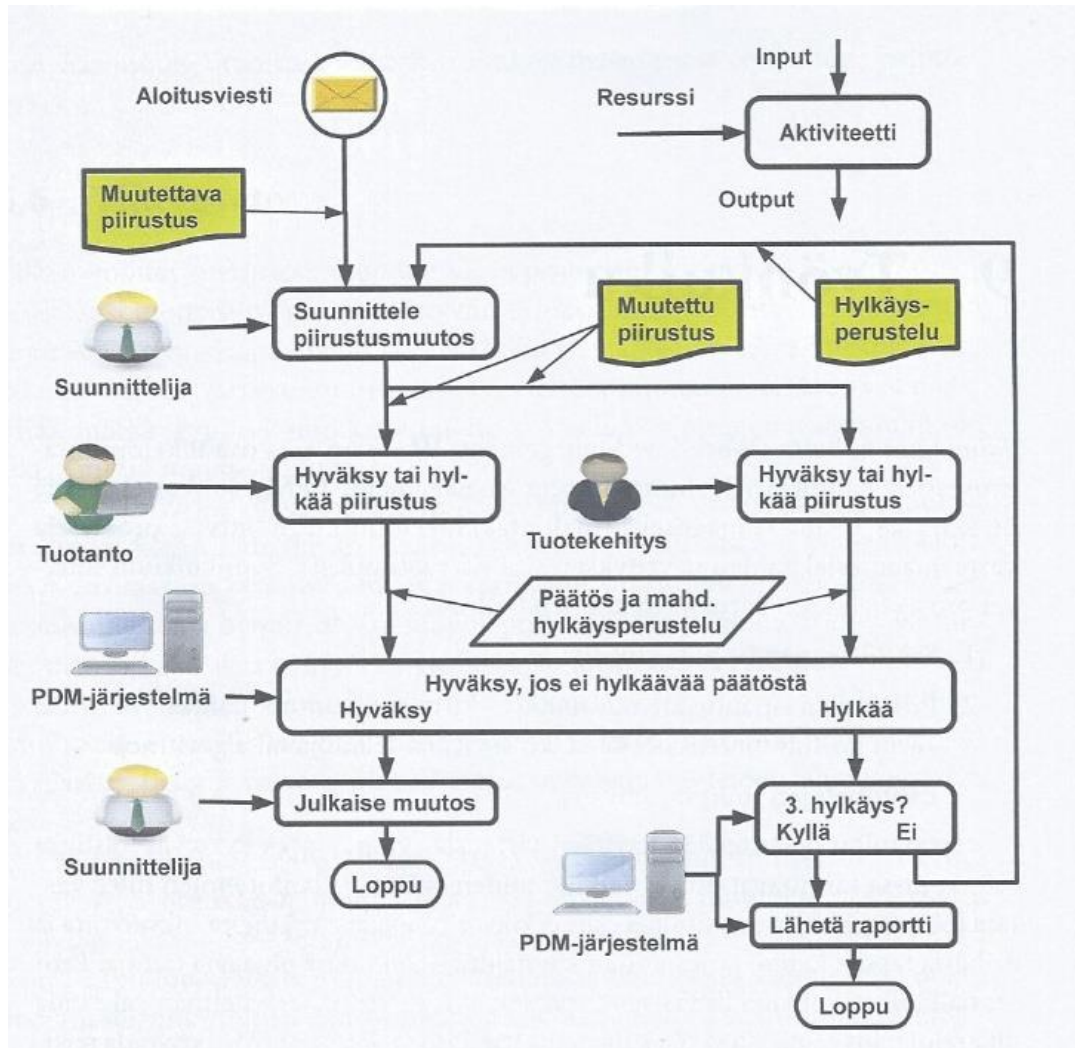 Input
Aloitusviesti
Resurssi
Aktiviteetti
Output
Muutettava
piirustus
Suunnittele
piirustusmuutos
Muutettu
piirustus
Hylkäys-
perustelu
Suunnittelija
Hyväksy tai hyl-
kää piirustus
Hyväksy tai hyl-
kää piirustus
Tuotanto
Tuotekehitys
Päätös ja mahd.
hylkäysperustelu
PDM-järjestelmä
Hyväksy, jos ei hylkäävää päätöstä
Hyväksy
Hylkää
Julkaise muutos
3. hylkäys?
Kyllä
Ei
Suunnittelija
Loppu
Lähetä raportti
PDM-järjestelmä
Loppu